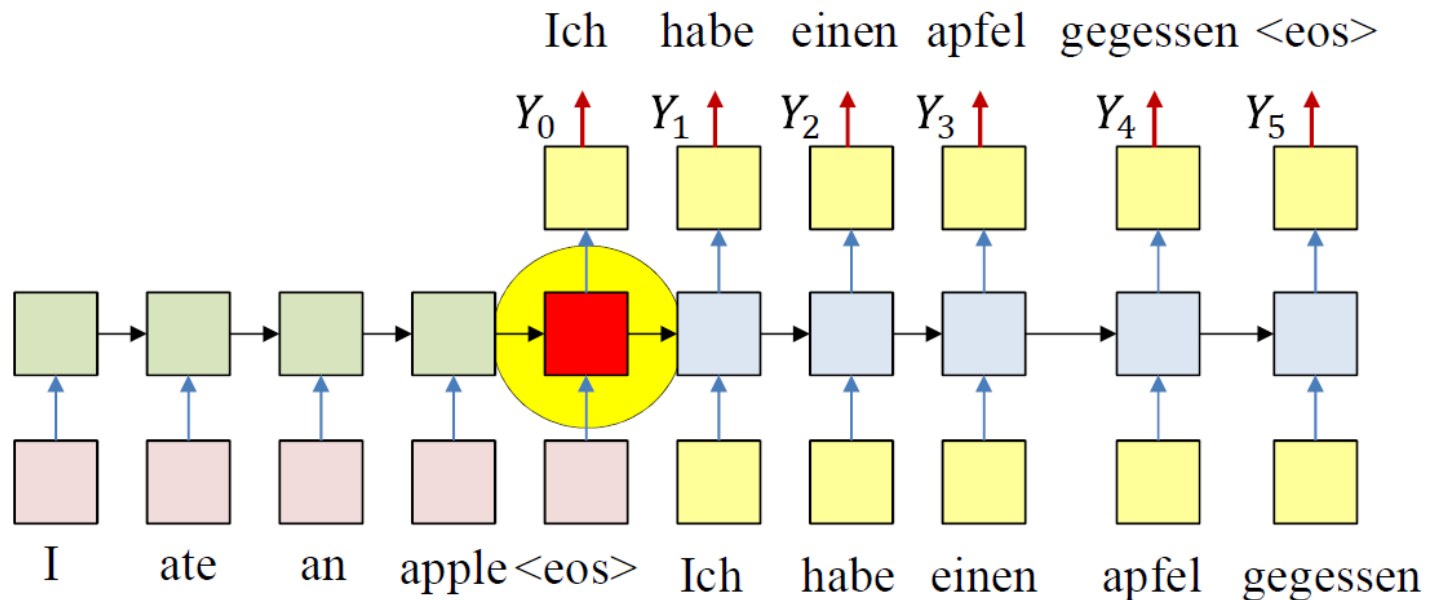 Ich habe einen apfel gegessen <eos>
Y₀ Y₁ Y₂ Y₃ Y₄ Y₅
I ate an apple <eos> Ich habe einen apfel gegessen